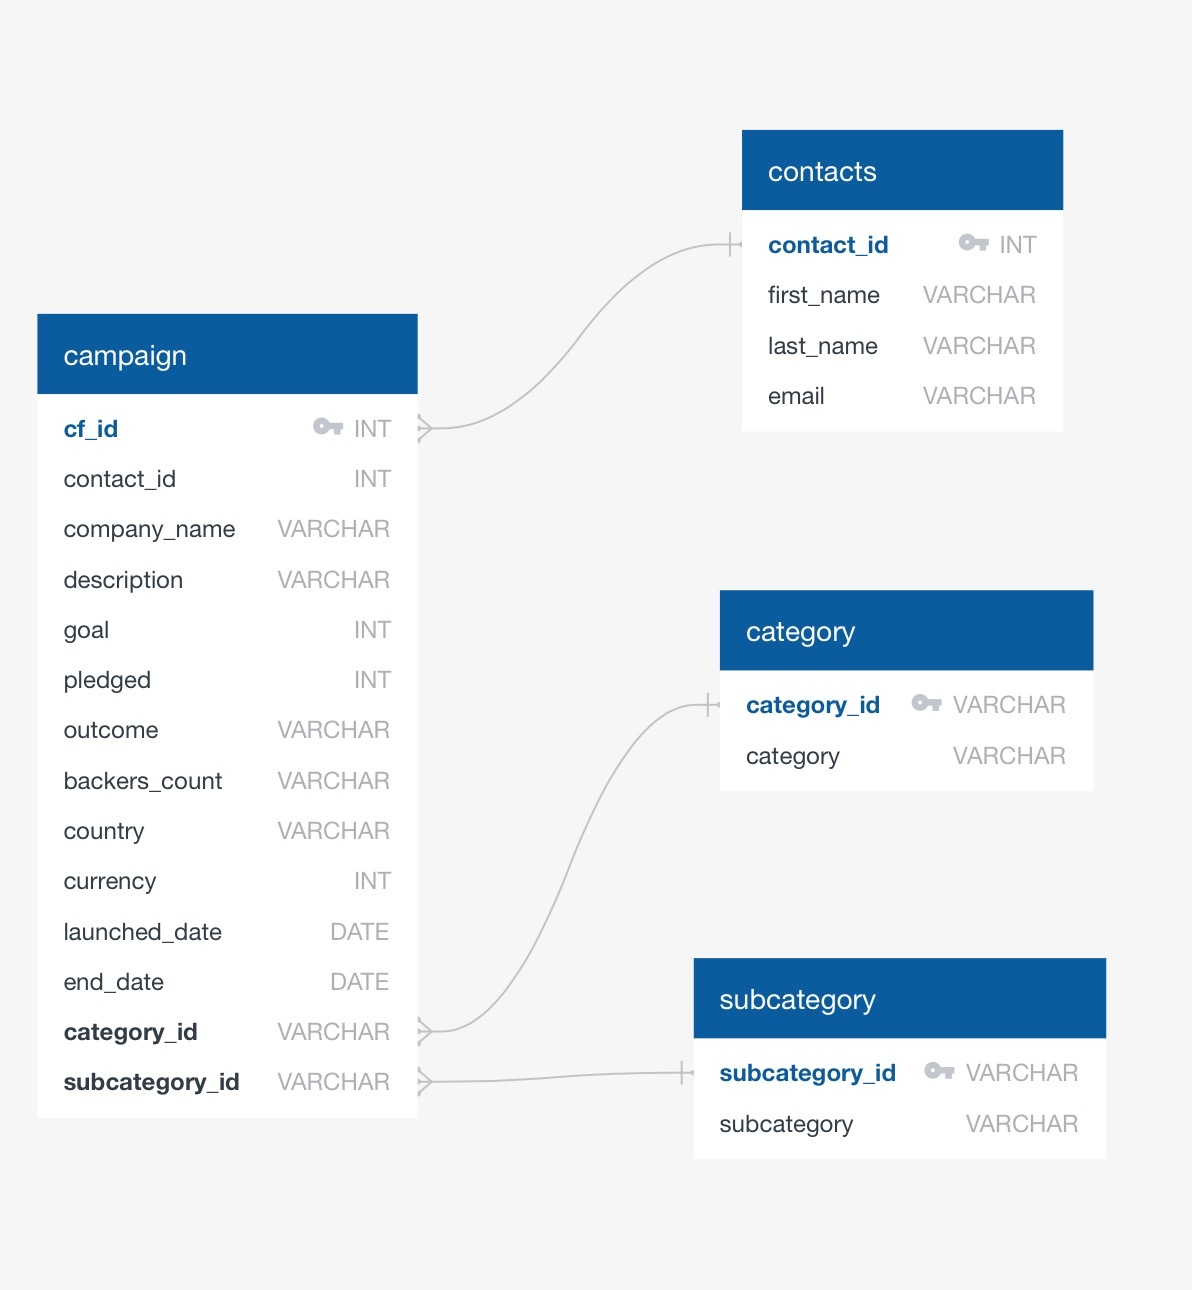 contacts
contact_id INT
first_name VARCHAR
last_name VARCHAR
email VARCHAR
campaign
cf_id INT
contact_id INT
company_name VARCHAR
description VARCHAR
goal INT
pledged INT
outcome VARCHAR
backers_count VARCHAR
country VARCHAR
currency INT
launched_date DATE
end_date DATE
category_id VARCHAR
subcategory_id VARCHAR
category
category_id VARCHAR
category VARCHAR
subcategory
subcategory_id VARCHAR
subcategory VARCHAR